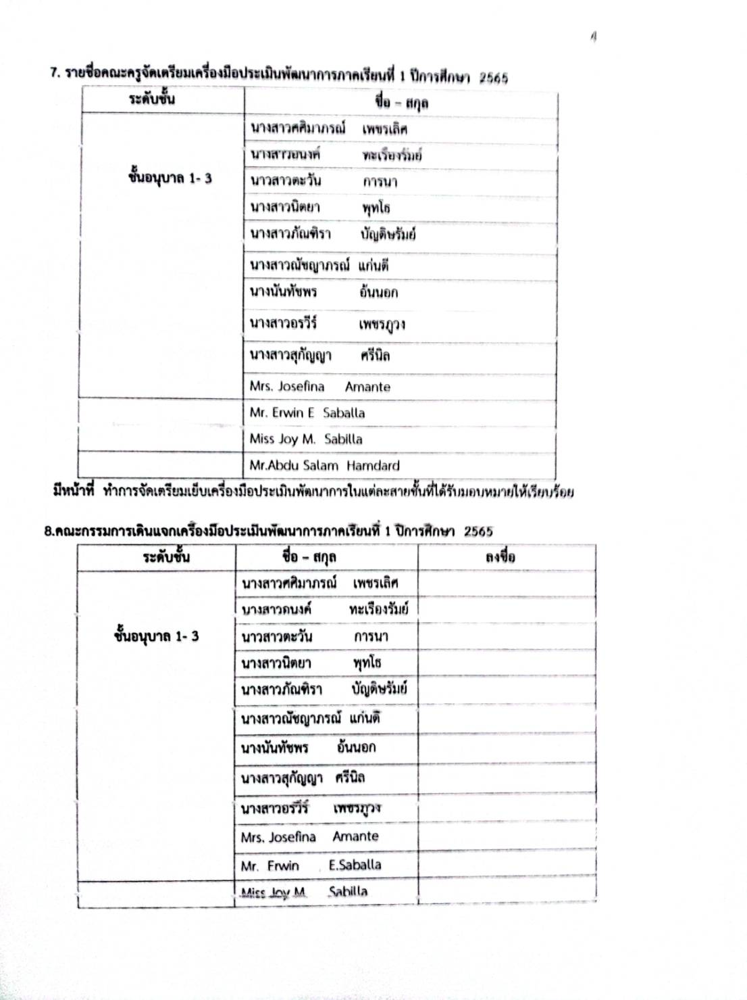 4
7. รายชื่อคณะครูจัดเตรียมเครื่องมือประเมินพัฒนาการภาคเรียนที่ 1 ปีการศึกษา 2565
ระดับชั้น ชื่อ – สกุล
นางสาวศศิมาภรณ์ เพชรเลิศ
นางสาวอนงค์ ทะเรืองรัมย์
ชั้นอนุบาล 1- 3 นาวสาวตะวัน การนา
นางสาวนิตยา พุทโธ
นางสาวภัณฑิรา บัญดิษรัมย์
นางสาวณัชญาภรณ์ แก่นดี
นางนันทัชพร อ้นนอก
นางสาวอรวีร์ เพชรภูวง
นางสาวสุกัญญา ศรีนิล
Mrs. Josefina Amante
Mr. Erwin E Saballa
Miss Joy M. Sabilla
Mr.Abdu Salam Hamdard
มีหน้าที่ ทำการจัดเตรียมเย็บเครื่องมือประเมินพัฒนาการในแต่ละสายชั้นที่ได้รับมอบหมายให้เรียบร้อย
8.คณะกรรมการเดินแจกเครื่องมือประเมินพัฒนาการภาคเรียนที่ 1 ปีการศึกษา 2565
ระดับชั้น ชื่อ – สกุล ลงชื่อ
นางสาวศศิมาภรณ์ เพชรเลิศ
นางสาวอนงค์ ทะเรืองรัมย์
ชั้นอนุบาล 1- 3 นาวสาวตะวัน การนา
นางสาวนิตยา พุทโธ
นางสาวภัณฑิรา บัญดิษรัมย์
นางสาวณัชญาภรณ์ แก่นดี
นางนันทัชพร อ้นนอก
นางสาวสุกัญญา ศรีนิล
นางสาวอรวีร์ เพชรภูวง
Mrs. Josefina Amante
Mr. Erwin E.Saballa
Miss Joy M. Sabilla